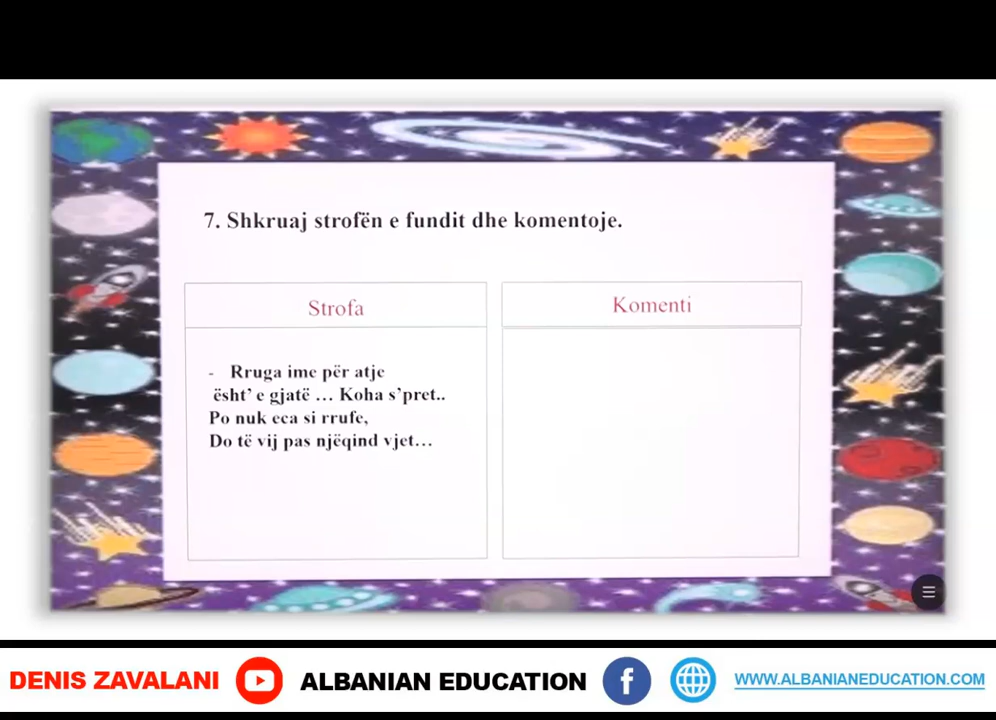 7. Shkruaj strofën e fundit dhe komentoje.
Strofa
Komenti
- Rruga ime për atje
ësht' e gjatë ... Koha s'pret..
Po nuk eca si rrufe,
Do të vij pas njëqind vjet...
DENIS ZAVALANI
ALBANIAN EDUCATION
f
WWW.ALBANIANEDUCATION.COM